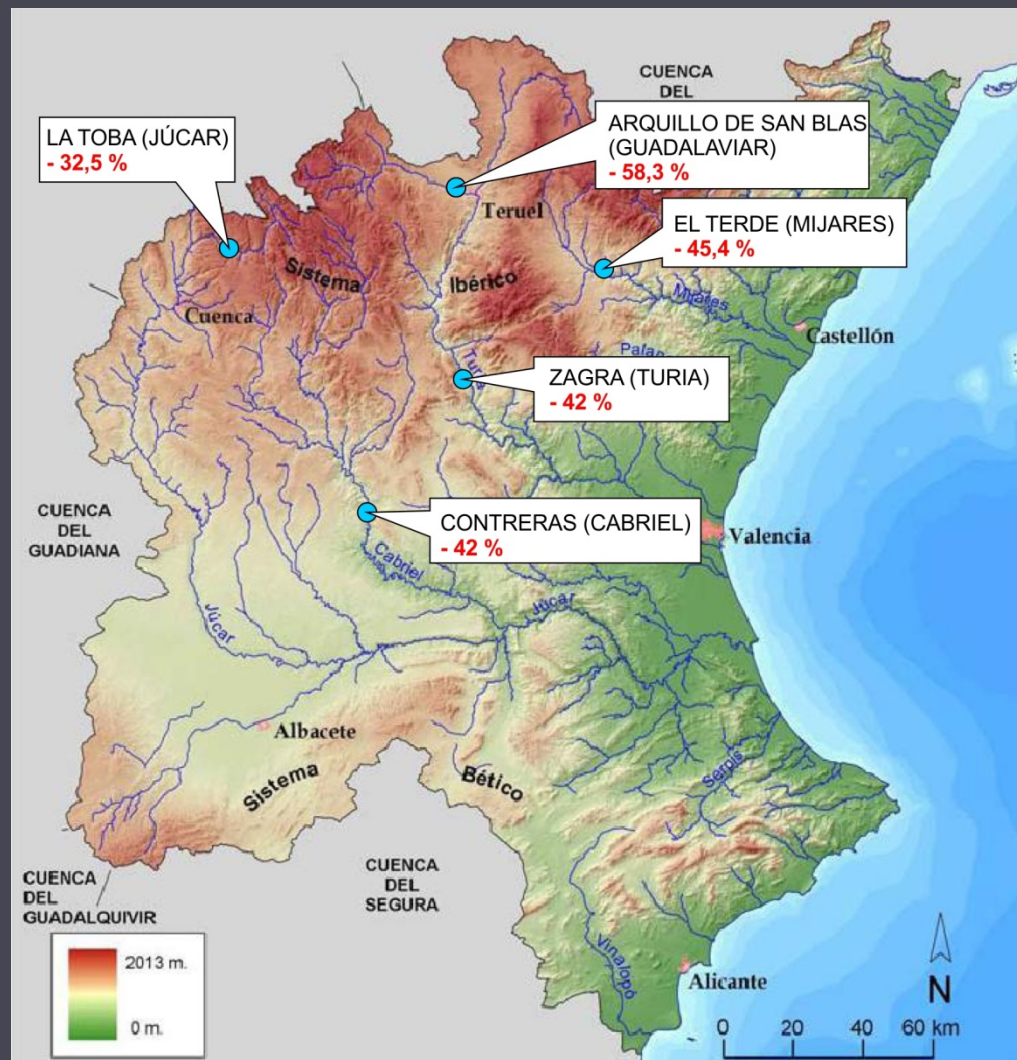 CUENCA
DEL
LA TOBA (JÚCAR)
- 32,5 %
ARQUILLO DE SAN BLAS
(GUADALAVIAR)
- 58,3 %
Teruel
EL TERDE (MIJARES)
- 45,4 %
Sistema
Ibérico
Mijares
Cuenca
Castellón
Turia
ZAGRA (TURIA)
- 42 %
CUENCA
DEL
GUADIANA
CONTRERAS (CABRIEL)
- 42 %
Valencia
Cabriel
Júcar
Júcar
Albacete
Sistema
Bético
Serpis
CUENCA
DEL
GUADALQUIVIR
CUENCA
DEL
SEGURA
Vinalopó
Alicante
2013 m.
0 m.
N
0 20 40 60 km